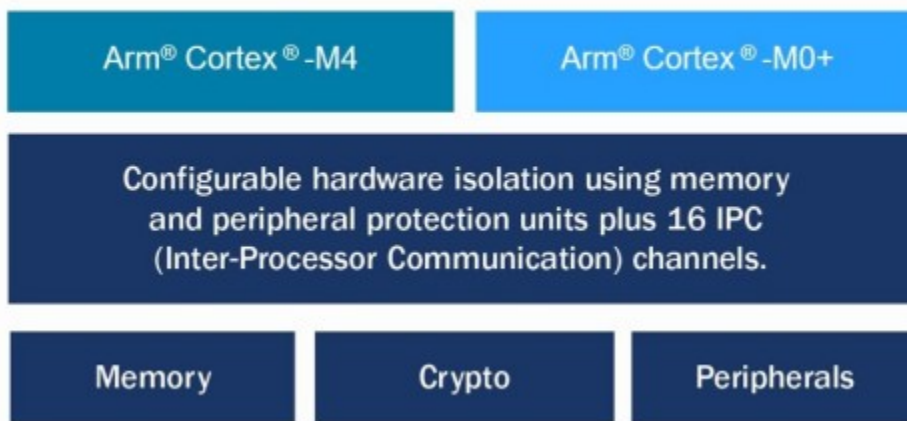 Arm® Cortex® -M4
Arm® Cortex® -M0+
Configurable hardware isolation using memory
and peripheral protection units plus 16 IPC
(Inter-Processor Communication) channels.
Memory
Crypto
Peripherals